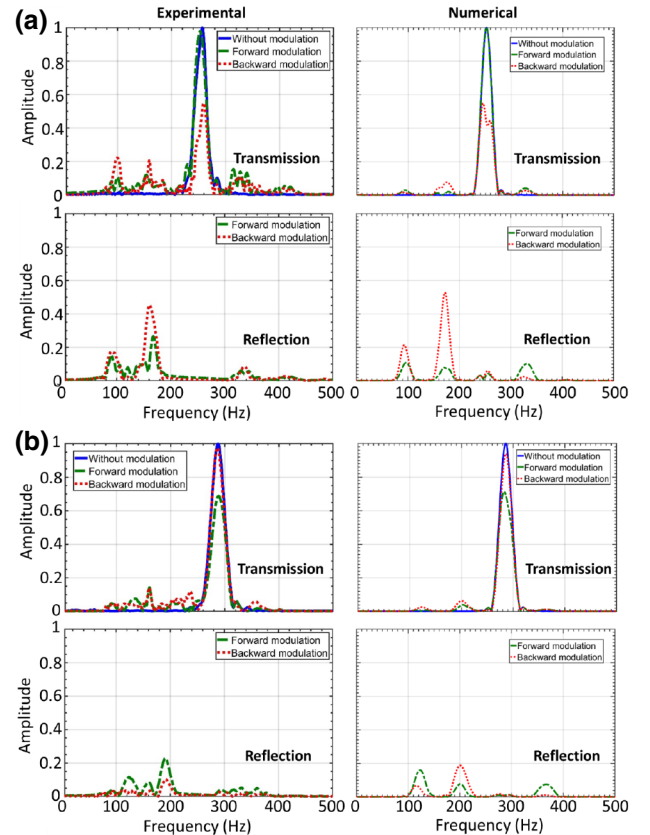 (a)
Experimental
Numerical
1
0.8
0.6
0.4
0.2
0
Amplitude
Without modulation
Forward modulation
Backward modulation
Transmission
Without modulation
Forward modulation
Backward modulation
Transmission
1
0.8
0.6
0.4
0.2
0
Amplitude
Forward modulation
Backward modulation
Reflection
0 100 200 300 400 500
Frequency (Hz)
Forward modulation
Backward modulation
Reflection
0 100 200 300 400 500
Frequency (Hz)
(b)
1
0.8
0.6
0.4
0.2
0
Amplitude
Without modulation
Forward modulation
Backward modulation
Transmission
Without modulation
Forward modulation
Backward modulation
Transmission
1
0.8
0.6
0.4
0.2
0
Amplitude
Forward modulation
Backward modulation
Reflection
0 100 200 300 400 500
Frequency (Hz)
Forward modulation
Backward modulation
Reflection
0 100 200 300 400 500
Frequency (Hz)